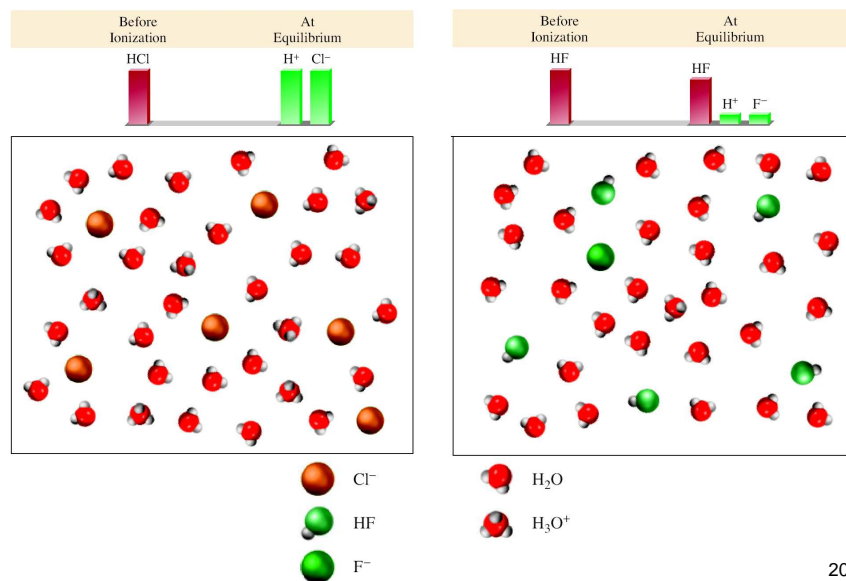 Before
Ionization
At
Equilibrium
HCl
H⁺
Cl⁻
Before
Ionization
At
Equilibrium
HF
HF
H⁺
F⁻
Cl⁻
HF
F⁻
H₂O
H₃O⁺
20